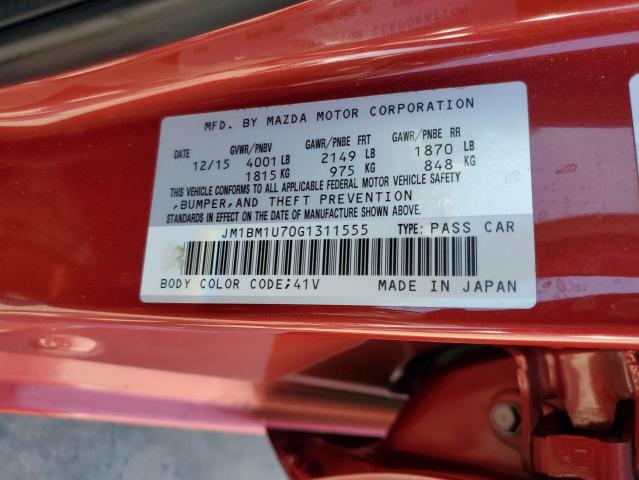 MFD. BY MAZDA MOTOR CORPORATION
DATE GVWR/PNBV GAWR/PNBE FRT GAWR/PNBE RR
12/15 4001 LB 2149 LB 1870 LB
1815 KG 975 KG 848 KG
THIS VEHICLE CONFORMS TO ALL APPLICABLE FEDERAL MOTOR VEHICLE SAFETY
,BUMPER,AND THEFT PREVENTION
STANDARDS IN EFFECT ON THE DATE OF MANUFACTURE SHOWN ABOVE.
JM1BM1U70G1311555 TYPE: PASS CAR
BODY COLOR CODE;41V MADE IN JAPAN